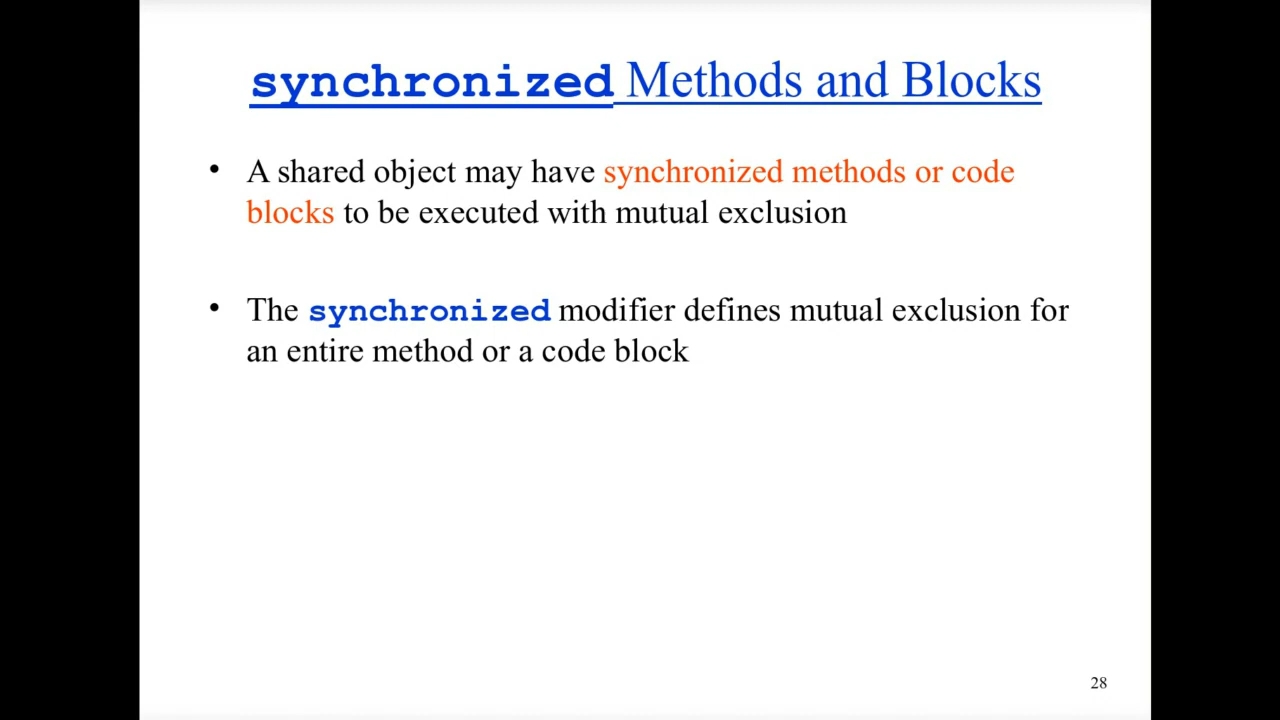 synchronized Methods and Blocks
• A shared object may have synchronized methods or code
blocks to be executed with mutual exclusion
• The synchronized modifier defines mutual exclusion for
an entire method or a code block
28